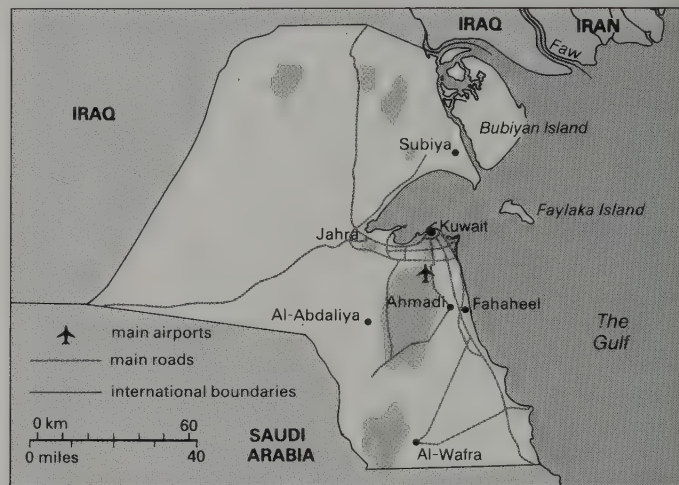 IRAQ
IRAN
Faw
IRAQ
Bubiyan Island
Subiya
Faylaka Island
Kuwait
Jahra
Ahmadi
Fahaheel
Al-Abdaliya
The
Gulf
main airports
main roads
international boundaries
0 km 60
0 miles 40
SAUDI
ARABIA
Al-Wafra